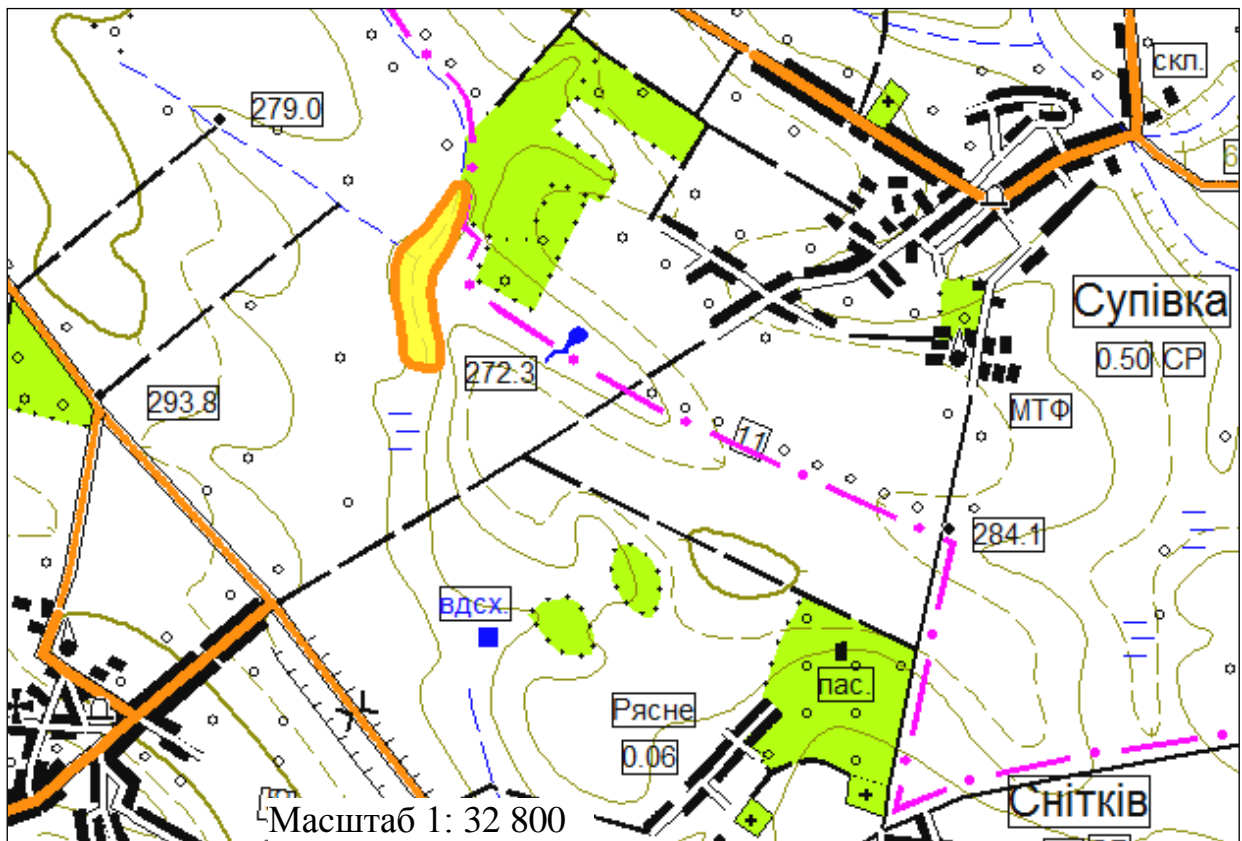 скл.
279.0
6
Супівка
0.50 СР
272.3
293.8
МТФ
11
284.1
вдсх.
пас.
Рясне
0.06
Снітків
Масштаб 1: 32 800